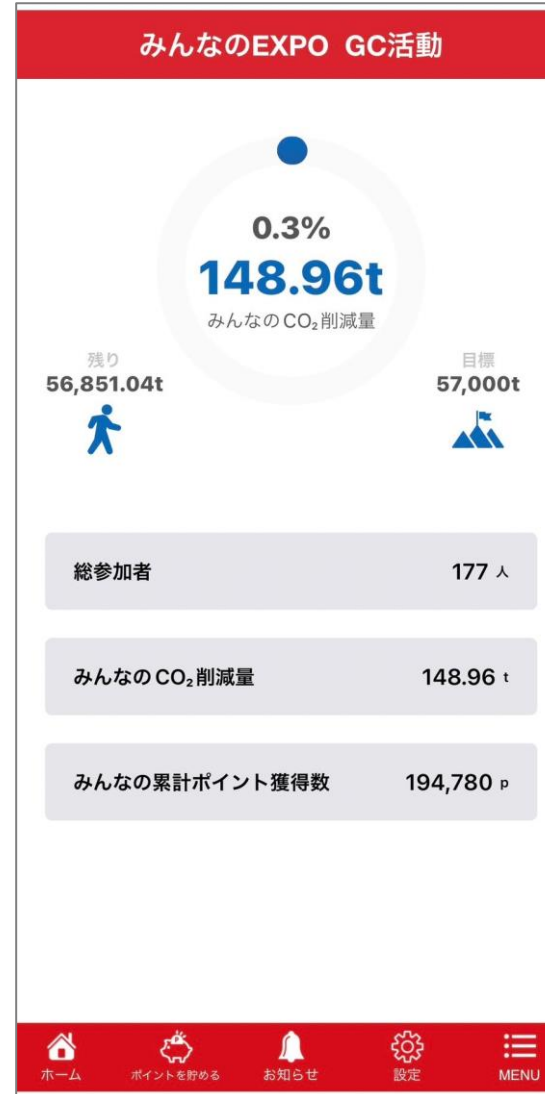 みんなのEXPO GC活動
0.3%
148.96t
みんなのCO₂削減量
残り
56,851.04t
目標
57,000t
総参加者 177 人
みんなのCO₂削減量 148.96 t
みんなの累計ポイント獲得数 194,780 p
ホーム ポイントを貯める お知らせ 設定 MENU